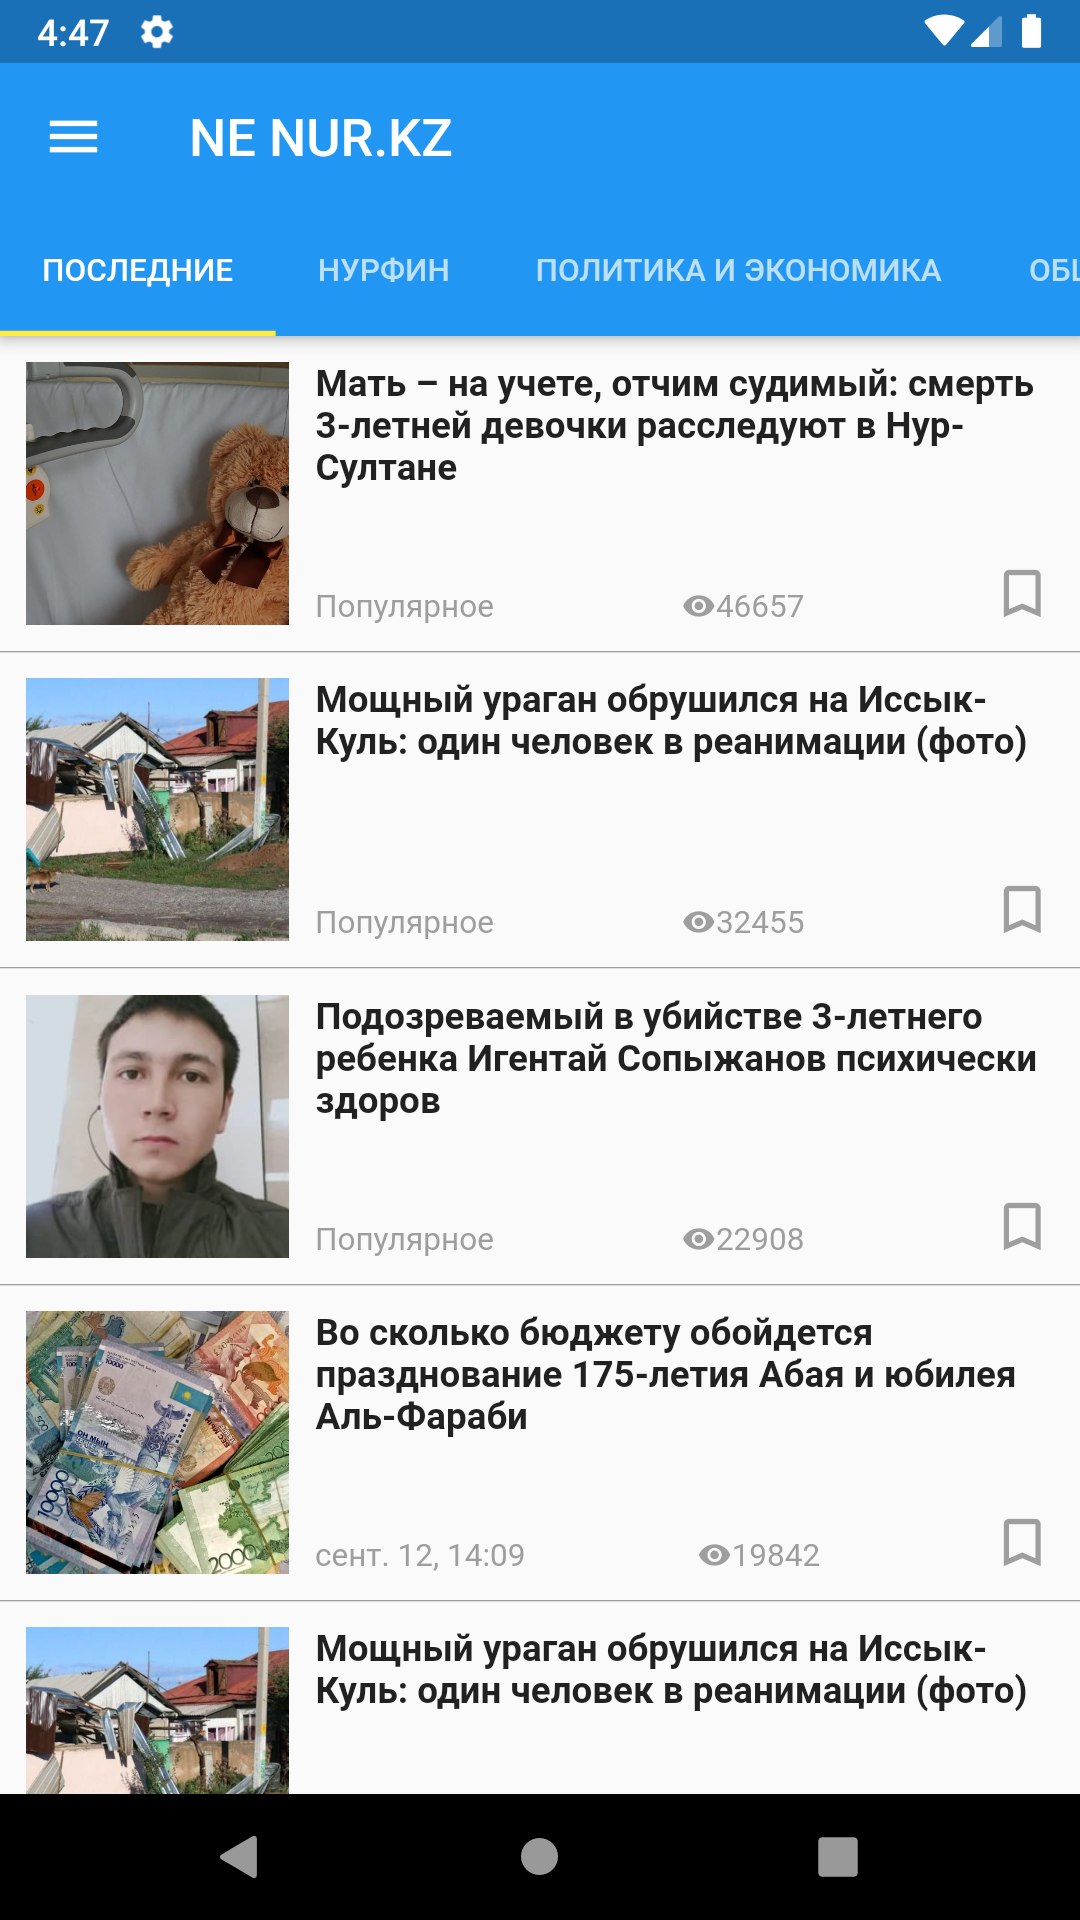 4:47
NE NUR.KZ
ПОСЛЕДНИЕ НУРФИН ПОЛИТИКА И ЭКОНОМИКА
Мать – на учете, отчим судимый: смерть
3-летней девочки расследуют в Нур-
Султане
Популярное 46657
Мощный ураган обрушился на Иссык-
Куль: один человек в реанимации (фото)
Популярное 32455
Подозреваемый в убийстве 3-летнего
ребенка Игентай Сопыжанов психически
здоров
Популярное 22908
Во сколько бюджету обойдется
празднование 175-летия Абая и юбилея
Аль-Фараби
10000
2000
сент. 12, 14:09 19842
Мощный ураган обрушился на Иссык-
Куль: один человек в реанимации (фото)